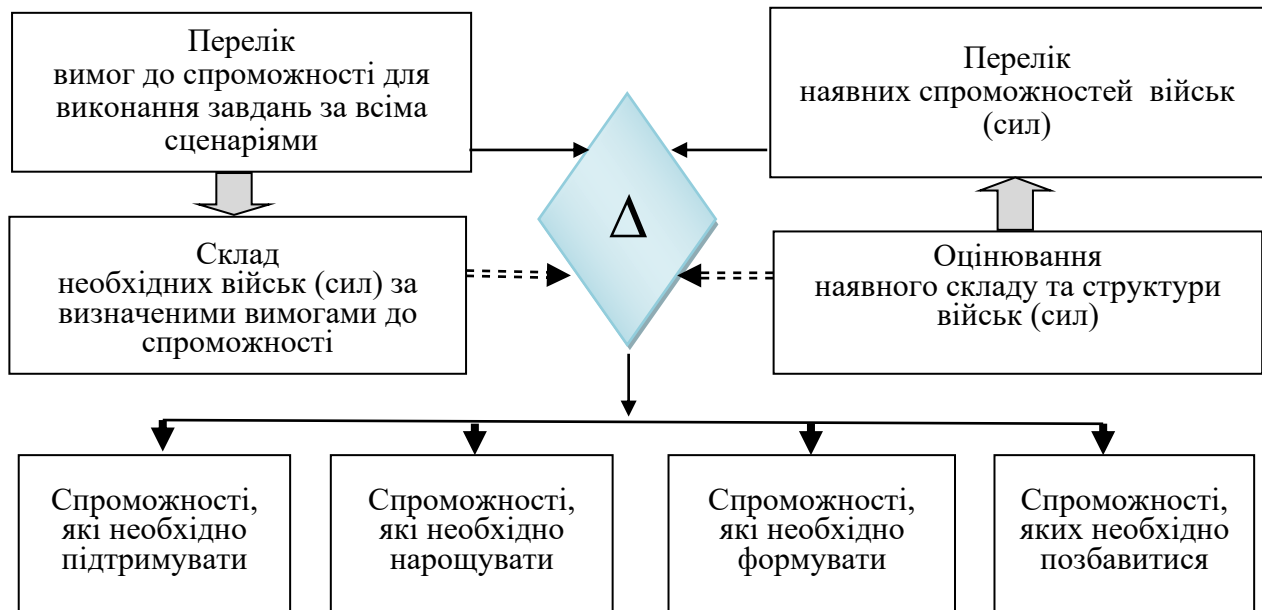 Перелік
вимог до спроможності для
виконання завдань за всіма
сценаріями
Перелік
наявних спроможностей військ
(сил)
Δ
Склад
необхідних військ (сил) за
визначеними вимогами до
спроможності
Оцінювання
наявного складу та структури
військ (сил)
Спроможності,
які необхідно
підтримувати
Спроможності,
які необхідно
нарощувати
Спроможності,
які необхідно
формувати
Спроможності,
яких необхідно
позбавитися